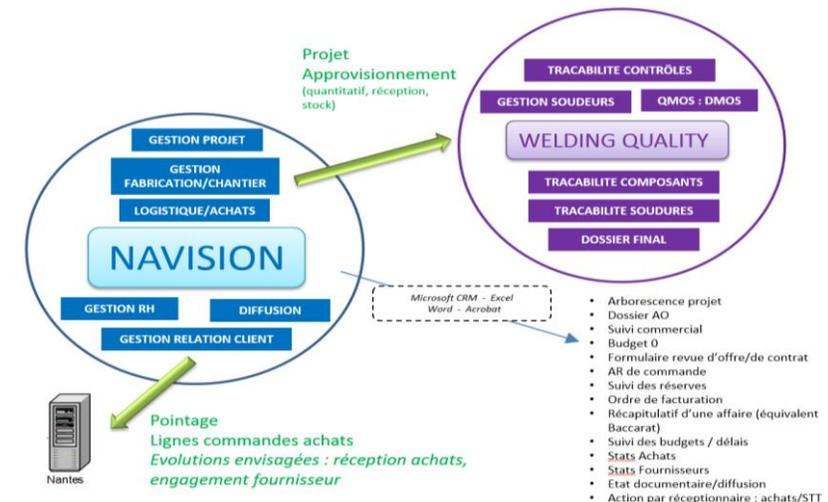 Projet
Approvisionnement
(quantitatif, réception,
stock)
TRACABILITE CONTRÖLES
GESTION SOUDEURS
QMOS : DMOS
WELDING QUALITY
TRACABILITE COMPOSANTS
TRACABILITE SOUDURES
DOSSIER FINAL
GESTION PROJET
GESTION
FABRICATION/CHANTIER
LOGISTIQUE/ACHATS
NAVISION
GESTION RH
DIFFUSION
GESTION RELATION CLIENT
Microsoft CRM - Excel
Word - Acrobat
• Arborescence projet
• Dossier AO
• Suivi commercial
• Budget 0
• Formulaire revue d'offre/de contrat
• AR de commande
• Suivi des réserves
• Ordre de facturation
• Récapitulatif d'une affaire (équivalent
Baccarat)
• Suivi des budgets / délais
• Stats Achats
• Stats Fournisseurs
• Etat documentaire/diffusion
• Action par réceptionnaire : achats/STT
Nantes
Pointage
Lignes commandes achats
Evolutions envisagées : réception achats,
engagement fournisseur